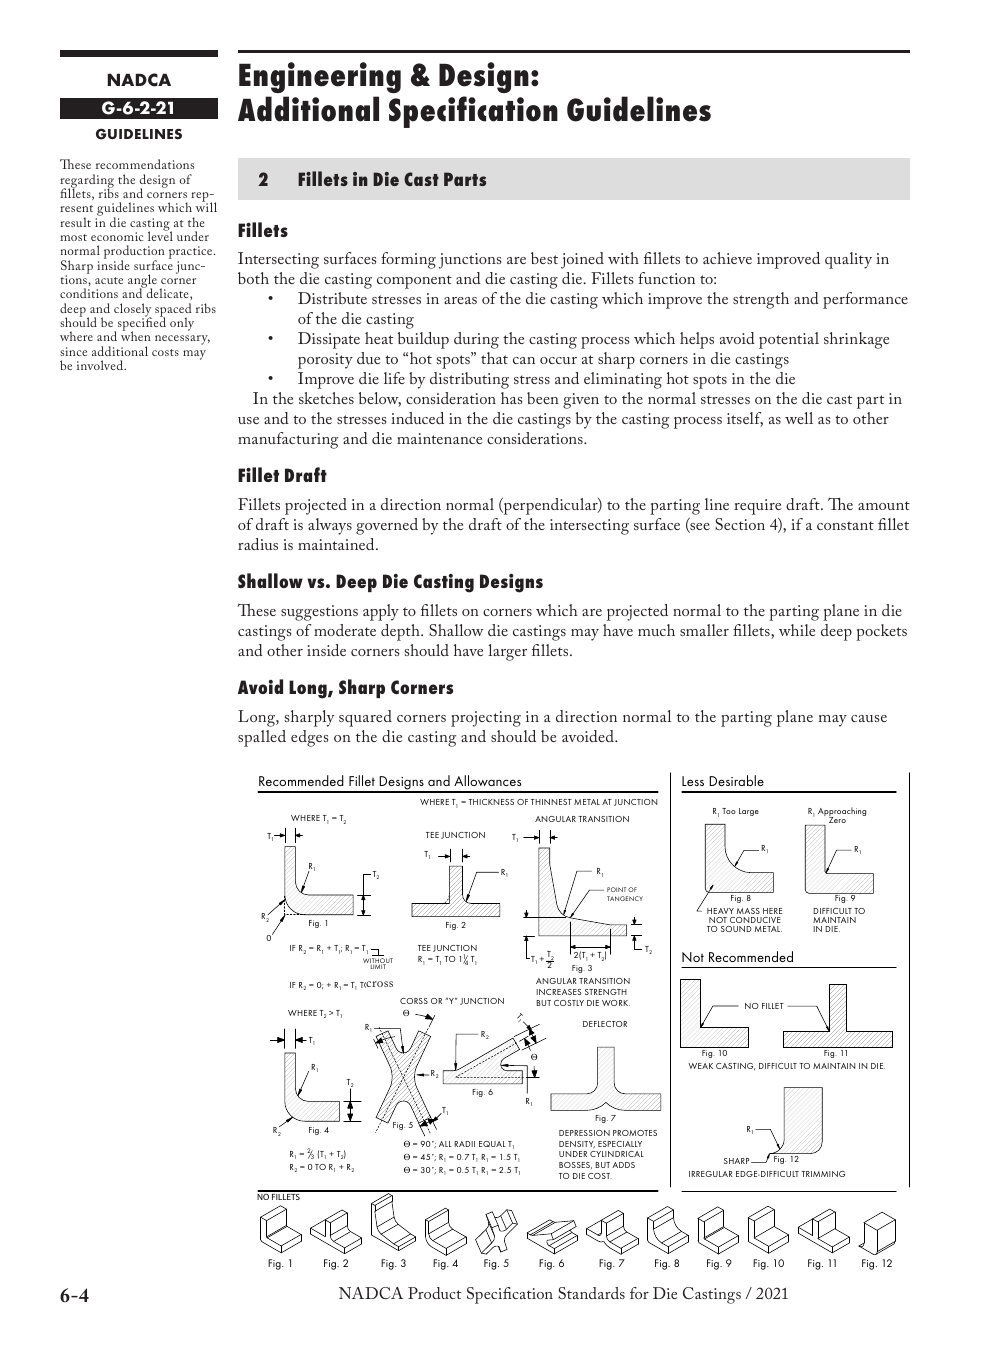 NADCA
G-6-2-21
GUIDELINES
These recommendations
regarding the design of
fillets, ribs and corners rep-
resent guidelines which will
result in die casting at the
most economic level under
normal production practice.
Sharp inside surface junc-
tions, acute angle corner
conditions and delicate,
deep and closely spaced ribs
should be specified only
where and when necessary,
since additional costs may
be involved.
Engineering & Design:
Additional Specification Guidelines
2 Fillets in Die Cast Parts
Fillets
Intersecting surfaces forming junctions are best joined with fillets to achieve improved quality in
both the die casting component and die casting die. Fillets function to:
• Distribute stresses in areas of the die casting which improve the strength and performance
of the die casting
• Dissipate heat buildup during the casting process which helps avoid potential shrinkage
porosity due to “hot spots” that can occur at sharp corners in die castings
• Improve die life by distributing stress and eliminating hot spots in the die
In the sketches below, consideration has been given to the normal stresses on the die cast part in
use and to the stresses induced in the die castings by the casting process itself, as well as to other
manufacturing and die maintenance considerations.
Fillet Draft
Fillets projected in a direction normal (perpendicular) to the parting line require draft. The amount
of draft is always governed by the draft of the intersecting surface (see Section 4), if a constant fillet
radius is maintained.
Shallow vs. Deep Die Casting Designs
These suggestions apply to fillets on corners which are projected normal to the parting plane in die
castings of moderate depth. Shallow die castings may have much smaller fillets, while deep pockets
and other inside corners should have larger fillets.
Avoid Long, Sharp Corners
Long, sharply squared corners projecting in a direction normal to the parting plane may cause
spalled edges on the die casting and should be avoided.
Recommended Fillet Designs and Allowances
WHERE T₁ = THICKNESS OF THINNEST METAL AT JUNCTION
WHERE T₁ = T₂
T₁
R₁
T₂
R₂
0
Fig. 1
IF R₂ = R₁ + T₁; R₁ = T₁
WITHOUT
LIMIT
IF R₂ = 0; + R₁ = T₁ T(cross
TEE JUNCTION
T₁
R₁
Fig. 2
TEE JUNCTION
R₁ = T₁ TO 1¼ T₁
ANGULAR TRANSITION
T₁
R₁
POINT OF
TANGENCY
T₁ + T₂/2
2(T₁ + T₂)
T₂
Fig. 3
ANGULAR TRANSITION
INCREASES STRENGTH
BUT COSTLY DIE WORK.
WHERE T₂ > T₁
T₁
R₁
T₂
R₂
Fig. 4
R₁ = ⅔ (T₁ + T₂)
R₂ = 0 TO R₁ + R₂
CORSS OR “Y” JUNCTION
Θ
R₁
R₂
T₁
Fig. 5
T₁
R₂
Θ
R₁
Fig. 6
Θ = 90°; ALL RADII EQUAL T₁
Θ = 45°; R₁ = 0.7 T₁ R₁ = 1.5 T₁
Θ = 30°; R₁ = 0.5 T₁ R₁ = 2.5 T₁
DEFLECTOR
Fig. 7
DEPRESSION PROMOTES
DENSITY, ESPECIALLY
UNDER CYLINDRICAL
BOSSES, BUT ADDS
TO DIE COST.
Less Desirable
R₁ Too Large
R₁
Fig. 8
HEAVY MASS HERE
NOT CONDUCIVE
TO SOUND METAL.
R₁ Approaching
Zero
R₁
Fig. 9
DIFFICULT TO
MAINTAIN
IN DIE.
Not Recommended
NO FILLET
Fig. 10
Fig. 11
WEAK CASTING, DIFFICULT TO MAINTAIN IN DIE.
R₁
SHARP
Fig. 12
IRREGULAR EDGE-DIFFICULT TRIMMING
NO FILLETS
Fig. 1 Fig. 2 Fig. 3 Fig. 4 Fig. 5 Fig. 6 Fig. 7 Fig. 8 Fig. 9 Fig. 10 Fig. 11 Fig. 12
6-4
NADCA Product Specification Standards for Die Castings / 2021